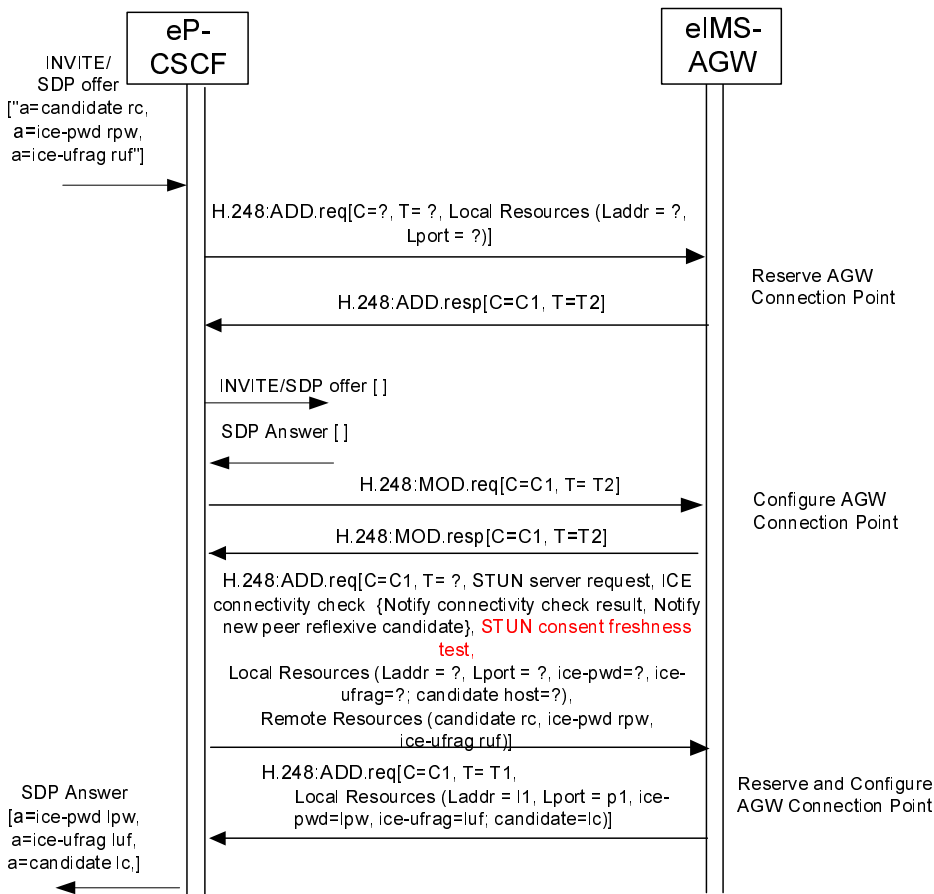 eP-
CSCF
eIMS-
AGW
INVITE/
SDP offer
["a=candidate rc,
a=ice-pwd rpw,
a=ice-ufrag ruf"]
H.248:ADD.req[C=?, T= ?, Local Resources (Laddr = ?,
Lport = ?)]
Reserve AGW
Connection Point
H.248:ADD.resp[C=C1, T=T2]
INVITE/SDP offer [ ]
SDP Answer [ ]
H.248:MOD.req[C=C1, T= T2]
Configure AGW
Connection Point
H.248:MOD.resp[C=C1, T=T2]
H.248:ADD.req[C=C1, T= ?, STUN server request, ICE
connectivity check {Notify connectivity check result, Notify
new peer reflexive candidate}, STUN consent freshness
test,
Local Resources (Laddr = ?, Lport = ?, ice-pwd=?, ice-
ufrag=?; candidate host=?),
Remote Resources (candidate rc, ice-pwd rpw,
ice-ufrag ruf)]
H.248:ADD.req[C=C1, T= T1,
Local Resources (Laddr = l1, Lport = p1, ice-
pwd=lpw, ice-ufrag=luf; candidate=lc)]
Reserve and Configure
AGW Connection Point
SDP Answer
[a=ice-pwd lpw,
a=ice-ufrag luf,
a=candidate lc,]